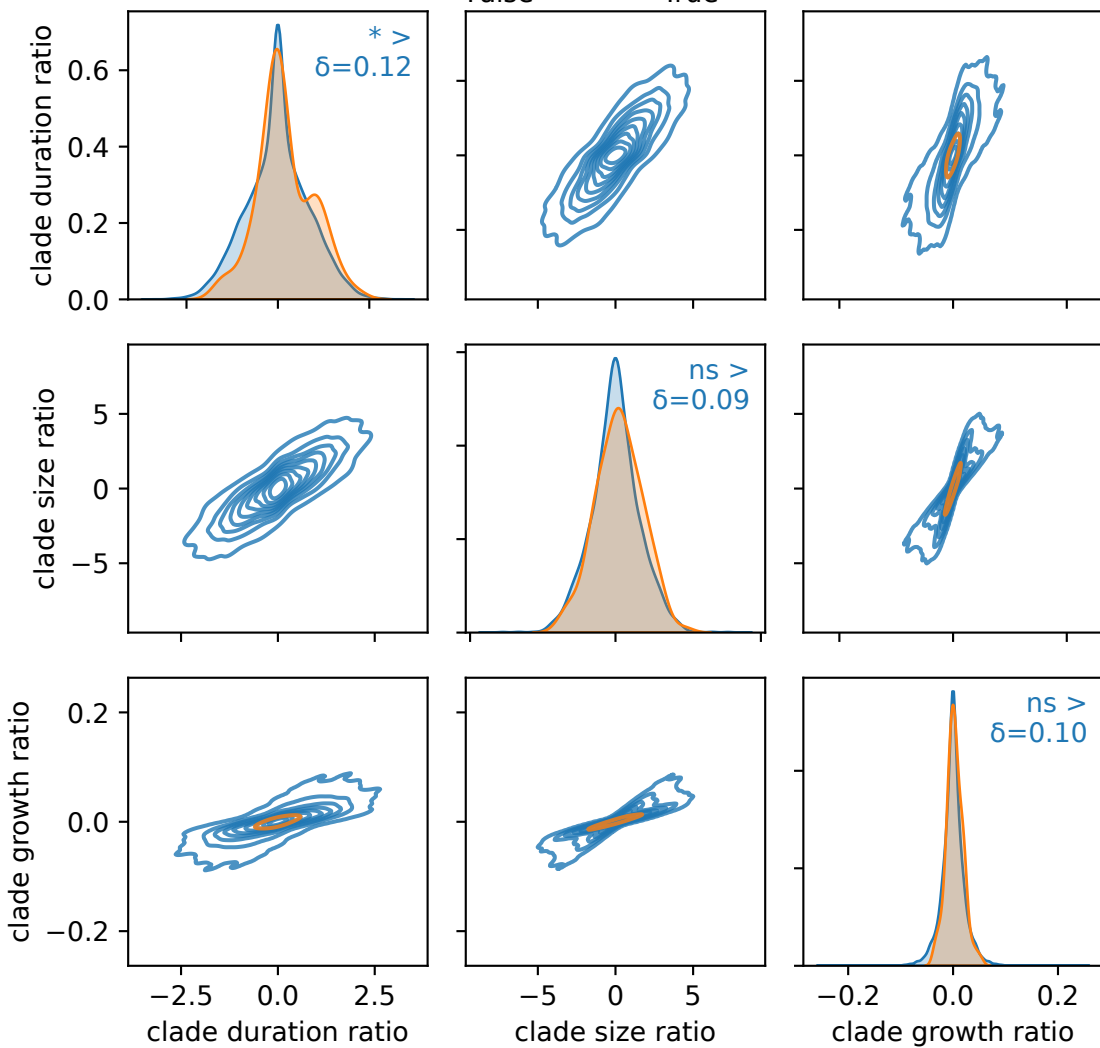 clade duration ratio
0.6
0.4
0.2
0.0
* >
δ=0.12
clade size ratio
5
0
−5
ns >
δ=0.09
clade growth ratio
0.2
0.0
−0.2
ns >
δ=0.10
−2.5 0.0 2.5
−5 0 5
−0.2 0.0 0.2
clade duration ratio
clade size ratio
clade growth ratio